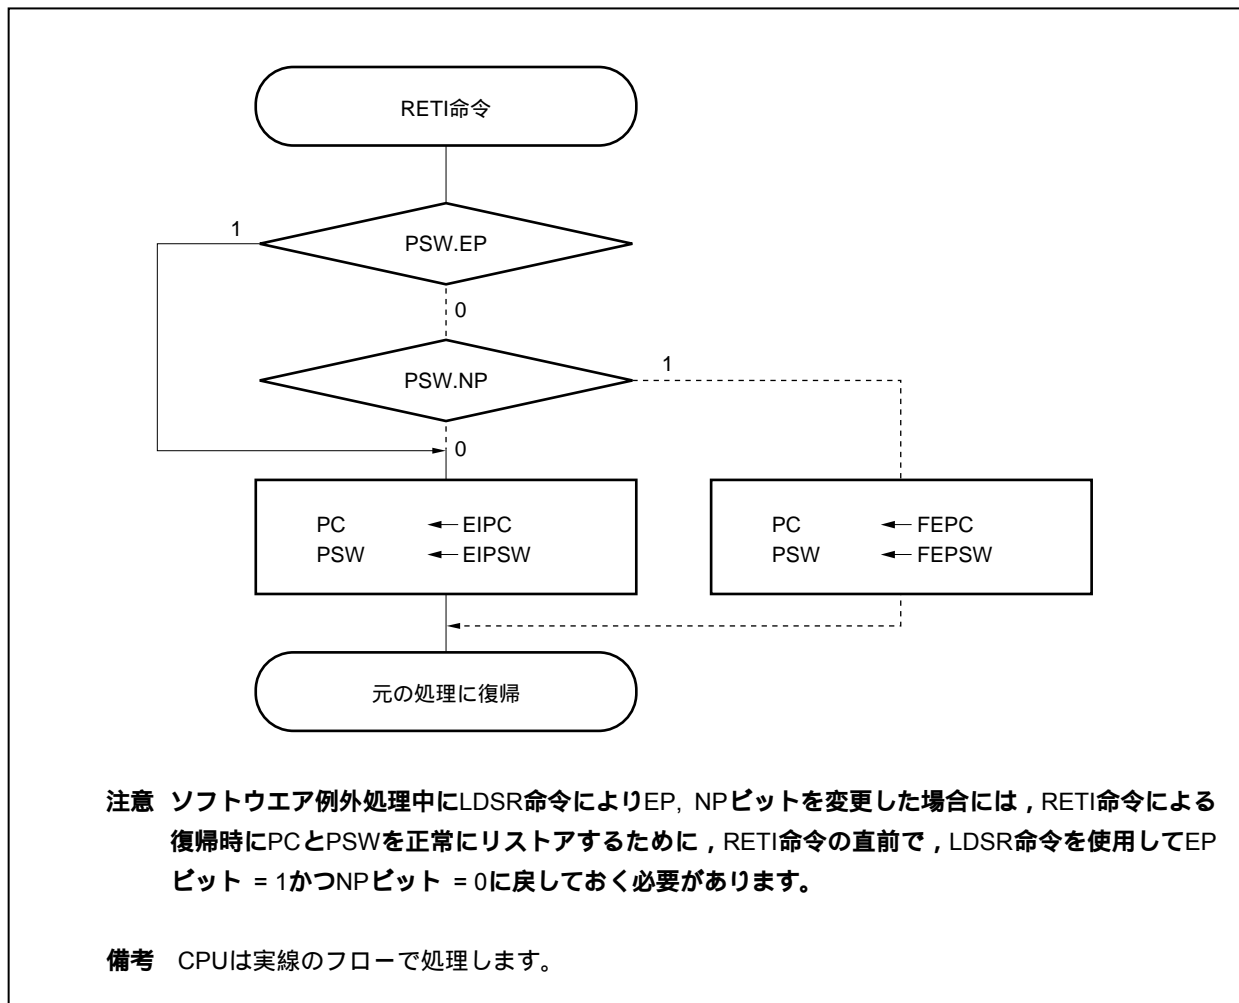 RETI命令
1
PSW.EP
0
PSW.NP
1
0
PC ← EIPC
PSW ← EIPSW
PC ← FEPC
PSW ← FEPSW
元の処理に復帰
注意 ソフトウエア例外処理中にLDSR命令によりEP, NPビットを変更した場合には，RETI命令による
復帰時にPCとPSWを正常にリストアするために，RETI命令の直前で，LDSR命令を使用してEP
ビット = 1かつNPビット = 0に戻しておく必要があります。
備考 CPUは実線のフローで処理します。